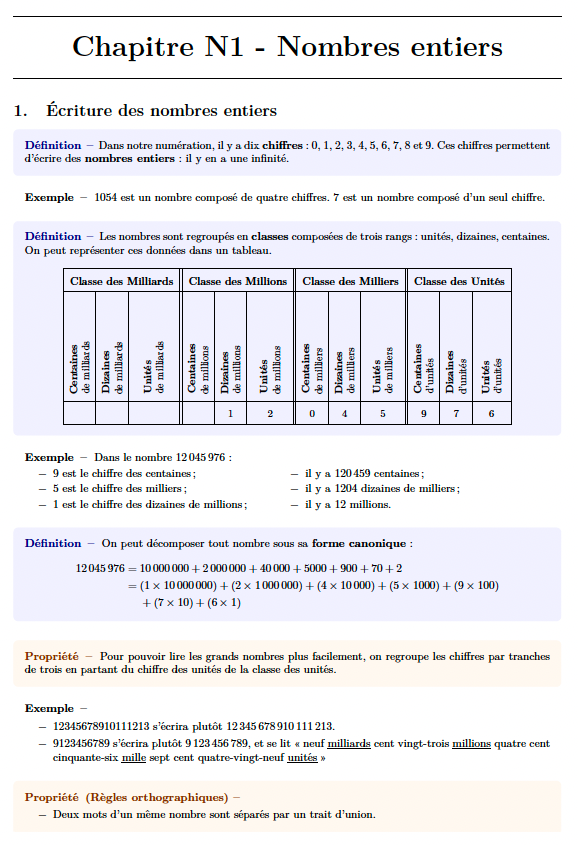 Chapitre N1 - Nombres entiers
1. Écriture des nombres entiers
Définition – Dans notre numération, il y a dix chiffres : 0, 1, 2, 3, 4, 5, 6, 7, 8 et 9. Ces chiffres permettent
d'écrire des nombres entiers : il y en a une infinité.
Exemple – 1054 est un nombre composé de quatre chiffres. 7 est un nombre composé d'un seul chiffre.
Définition – Les nombres sont regroupés en classes composées de trois rangs : unités, dizaines, centaines.
On peut représenter ces données dans un tableau.
Classe des Milliards Classe des Millions Classe des Milliers Classe des Unités
Centaines de milliards Dizaines de milliards Unités de milliards Centaines de millions Dizaines de millions Unités de millions Centaines de milliers Dizaines de milliers Unités de milliers Centaines d'unités Dizaines d'unités Unités d'unités
1 2 0 4 5 9 7 6
Exemple – Dans le nombre 12 045 976 :
– 9 est le chiffre des centaines ;
– 5 est le chiffre des milliers ;
– 1 est le chiffre des dizaines de millions ;
– il y a 120 459 centaines ;
– il y a 1204 dizaines de milliers ;
– il y a 12 millions.
Définition – On peut décomposer tout nombre sous sa forme canonique :
12 045 976 = 10 000 000 + 2 000 000 + 40 000 + 5000 + 900 + 70 + 2
= (1 × 10 000 000) + (2 × 1 000 000) + (4 × 10 000) + (5 × 1000) + (9 × 100)
+ (7 × 10) + (6 × 1)
Propriété – Pour pouvoir lire les grands nombres plus facilement, on regroupe les chiffres par tranches
de trois en partant du chiffre des unités de la classe des unités.
Exemple –
– 12345678910111213 s'écrira plutôt 12 345 678 910 111 213.
– 9123456789 s'écrira plutôt 9 123 456 789, et se lit « neuf milliards cent vingt-trois millions quatre cent
cinquante-six mille sept cent quatre-vingt-neuf unités »
Propriété (Règles orthographiques) –
– Deux mots d'un même nombre sont séparés par un trait d'union.